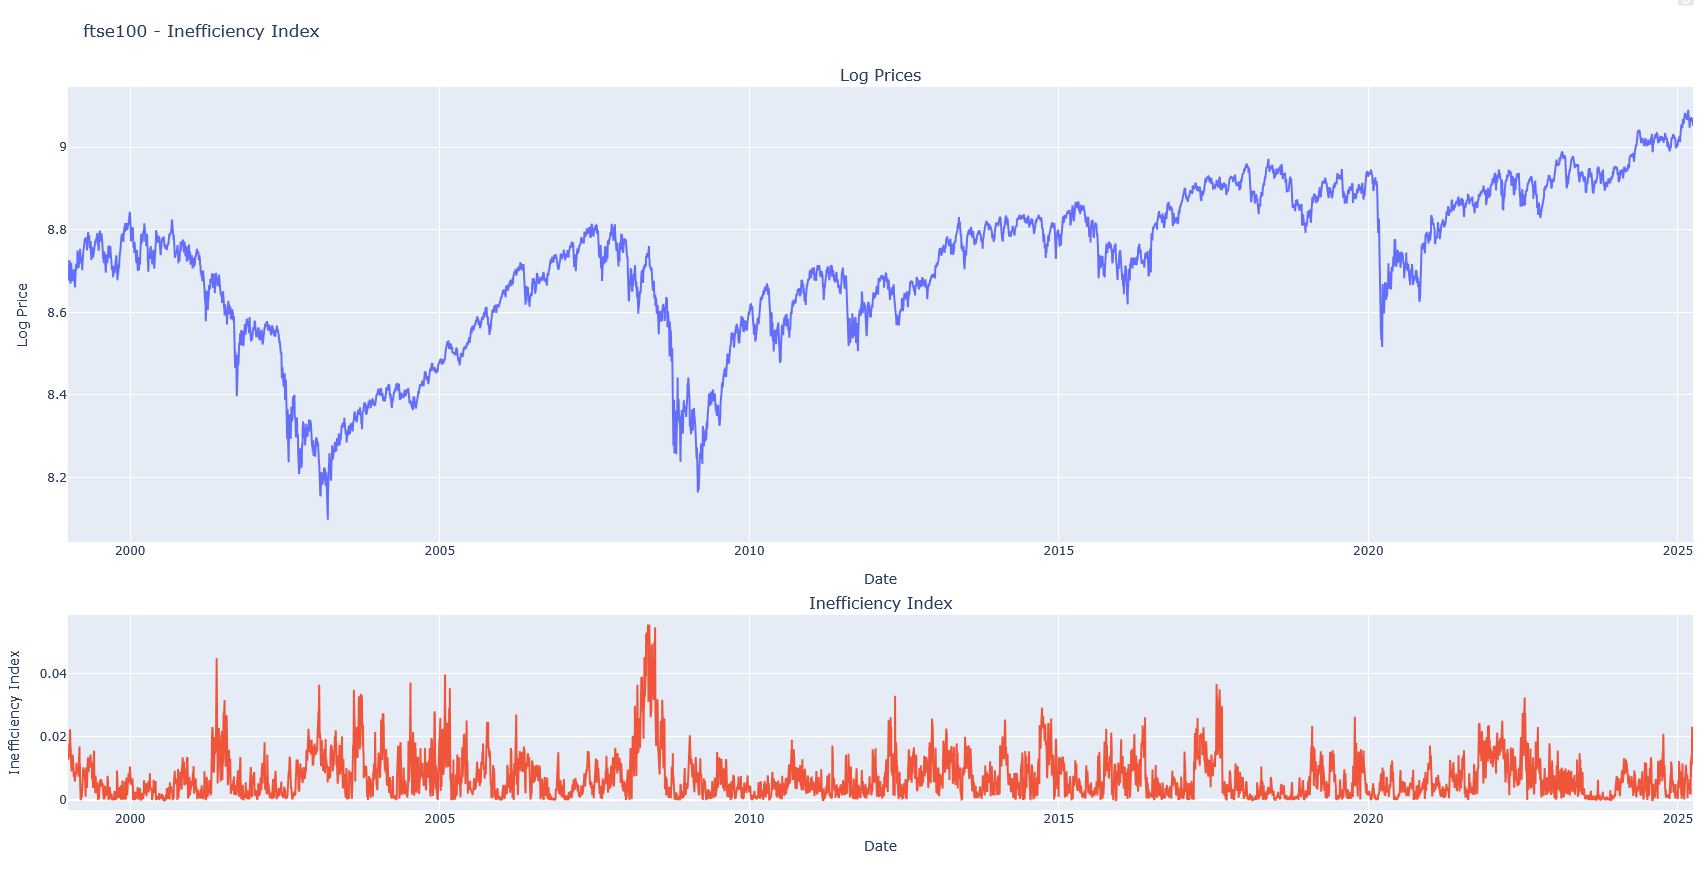 ftse100 - Inefficiency Index
Log Prices
Log Price
9
8.8
8.6
8.4
8.2
2000 2005 2010 2015 2020 2025
Date
Inefficiency Index
Inefficiency Index
0.04
0.02
0
2000 2005 2010 2015 2020 2025
Date